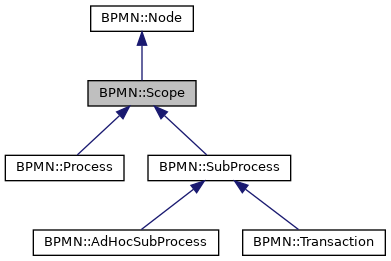 BPMN::Node
BPMN::Scope
BPMN::Process
BPMN::SubProcess
BPMN::AdHocSubProcess
BPMN::Transaction